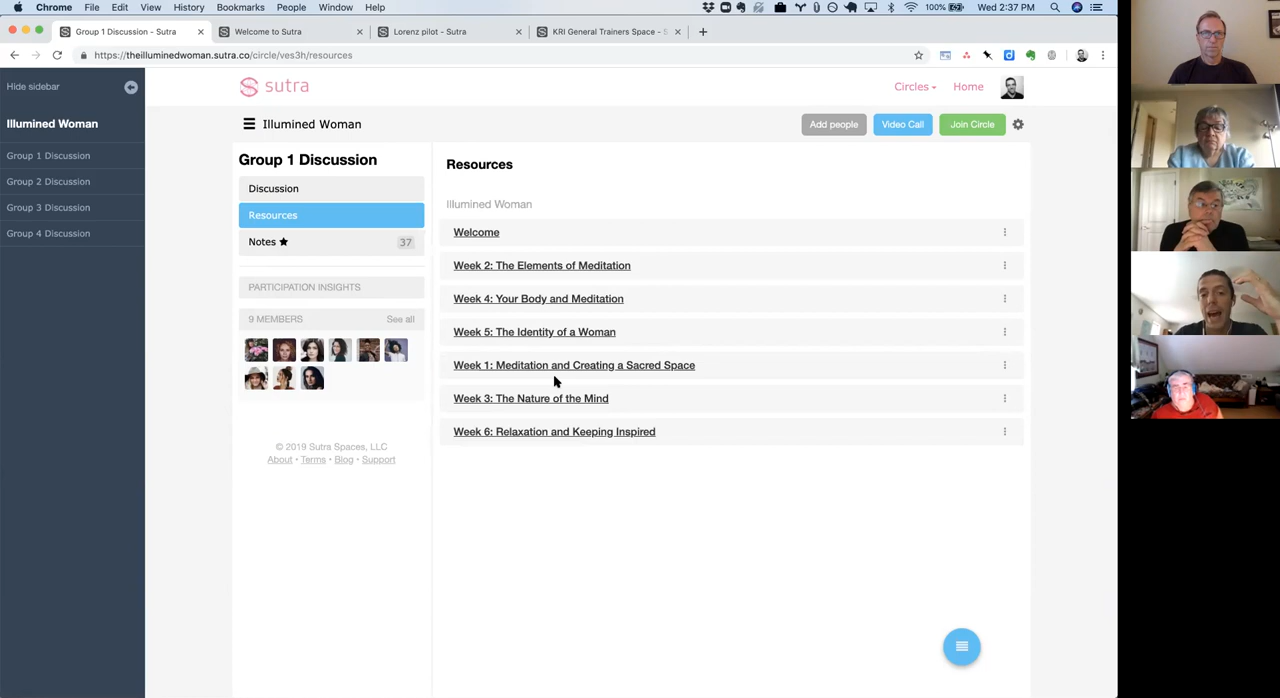 Chrome File Edit View History Bookmarks People Window Help 100% Wed 2:37 PM
Group 1 Discussion - Sutra Welcome to Sutra Lorenz pilot - Sutra KRI General Trainers Space - S
https://theilluminedwoman.sutra.co/circle/ves3h/resources
Hide sidebar
Illumined Woman
Group 1 Discussion
Group 2 Discussion
Group 3 Discussion
Group 4 Discussion
sutra
Circles Home
Illumined Woman
Add people Video Call Join Circle
Group 1 Discussion
Discussion
Resources
Notes 37
PARTICIPATION INSIGHTS
9 MEMBERS See all
© 2019 Sutra Spaces, LLC
About • Terms • Blog • Support
Resources
Illumined Woman
Welcome
Week 2: The Elements of Meditation
Week 4: Your Body and Meditation
Week 5: The Identity of a Woman
Week 1: Meditation and Creating a Sacred Space
Week 3: The Nature of the Mind
Week 6: Relaxation and Keeping Inspired